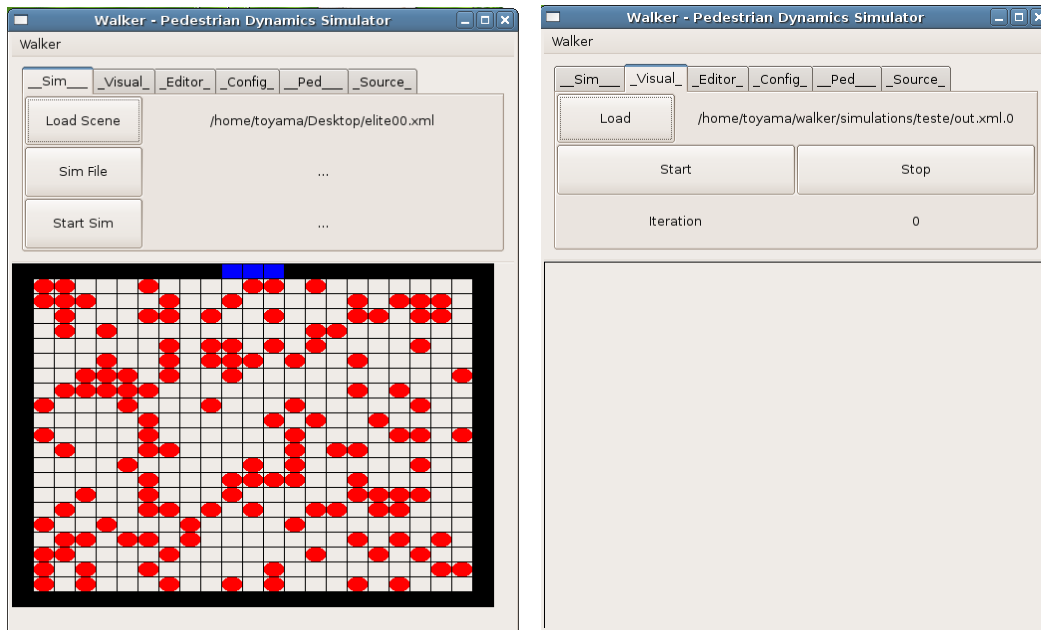 Walker - Pedestrian Dynamics Simulator
Walker
__Sim___ _Visual_ _Editor_ _Config_ __Ped___ _Source_
Load Scene /home/toyama/Desktop/elite00.xml
Sim File ...
Start Sim ...
Walker - Pedestrian Dynamics Simulator
Walker
__Sim___ _Visual_ _Editor_ _Config_ __Ped___ _Source_
Load /home/toyama/walker/simulations/teste/out.xml.0
Start Stop
Iteration 0